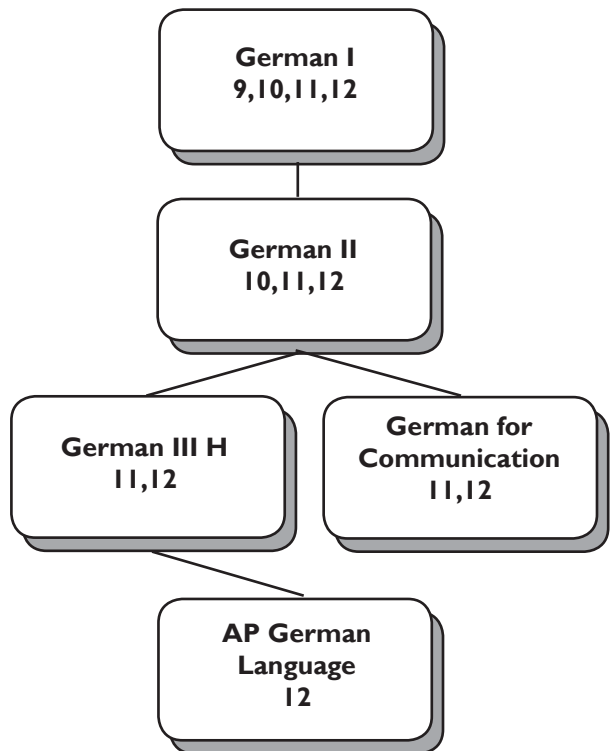 German I
9,10,11,12
German II
10,11,12
German III H
11,12
German for
Communication
11,12
AP German
Language
12